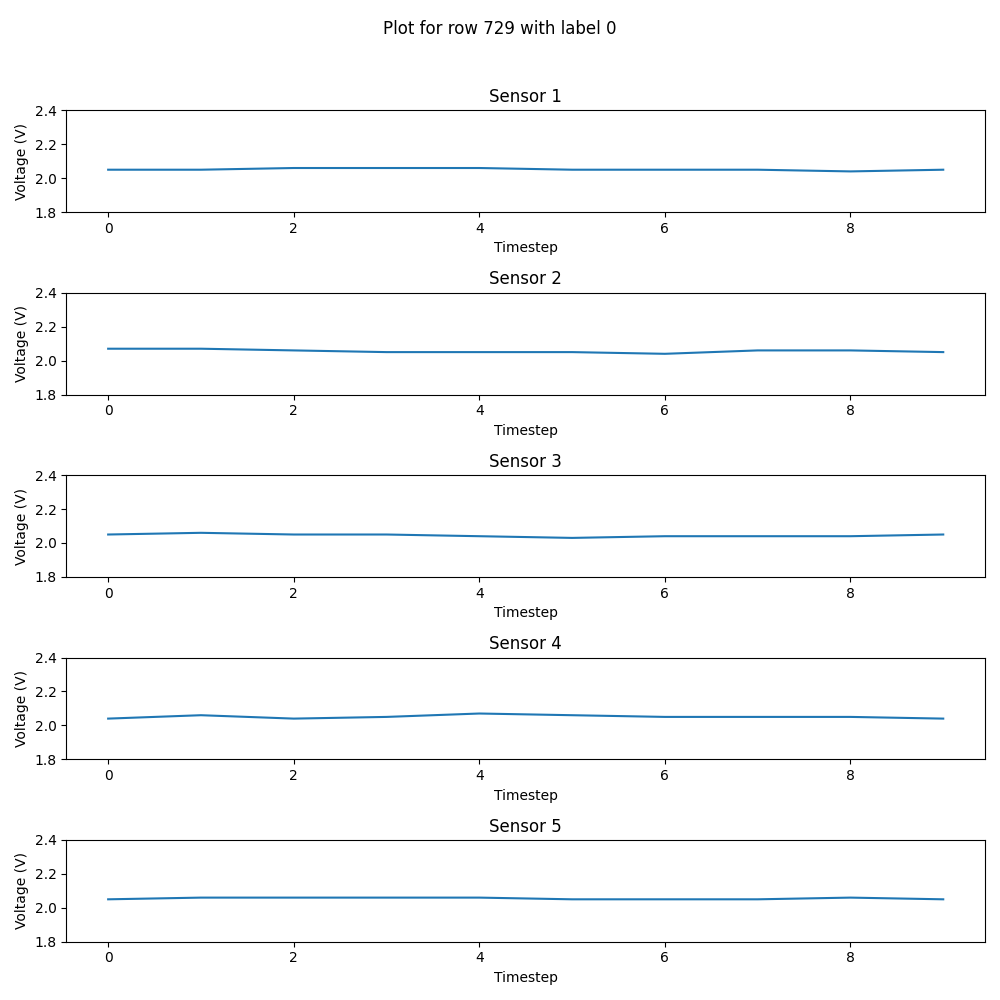 Plot for row 729 with label 0
Sensor 1
Voltage (V)
2.4
2.2
2.0
1.8
0 2 4 6 8
Timestep
Sensor 2
Voltage (V)
2.4
2.2
2.0
1.8
0 2 4 6 8
Timestep
Sensor 3
Voltage (V)
2.4
2.2
2.0
1.8
0 2 4 6 8
Timestep
Sensor 4
Voltage (V)
2.4
2.2
2.0
1.8
0 2 4 6 8
Timestep
Sensor 5
Voltage (V)
2.4
2.2
2.0
1.8
0 2 4 6 8
Timestep